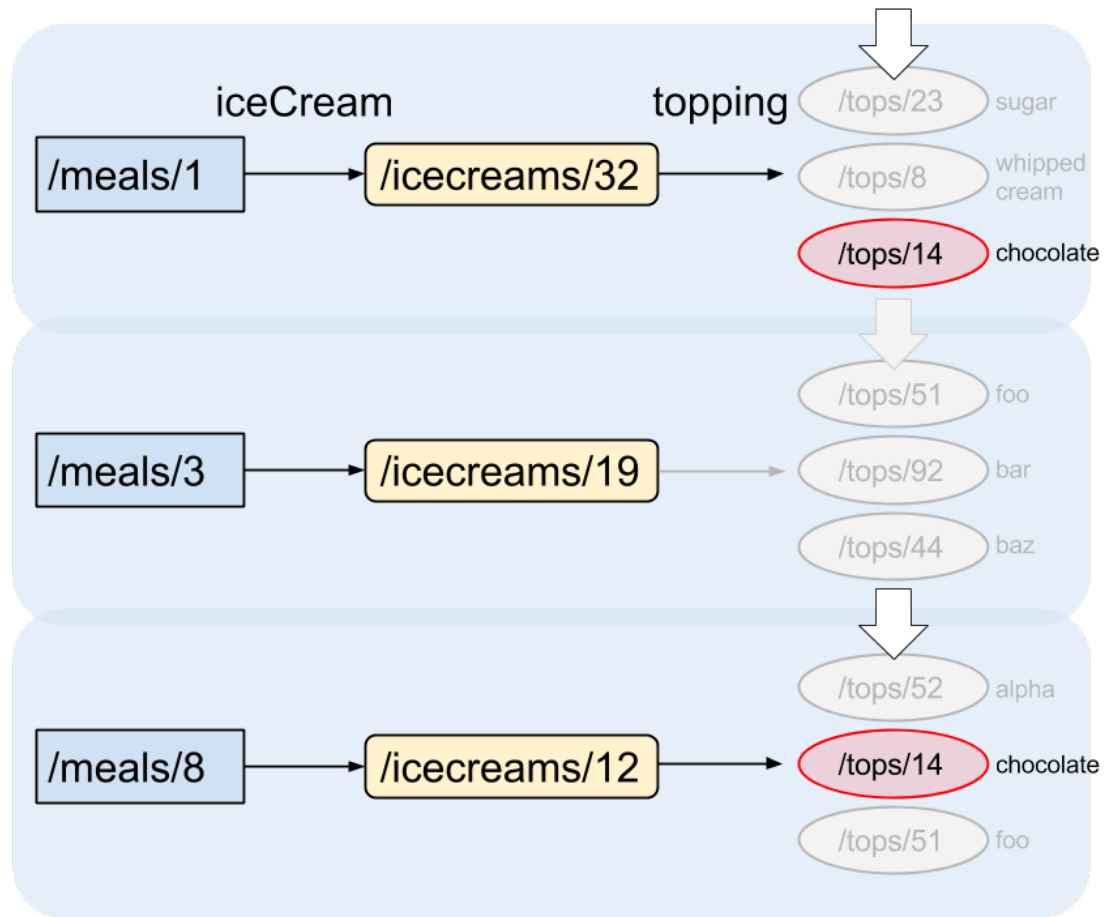 iceCream
topping
/meals/1
/icecreams/32
/tops/23
sugar
/tops/8
whipped
cream
/tops/14
chocolate
/meals/3
/icecreams/19
/tops/51
foo
/tops/92
bar
/tops/44
baz
/meals/8
/icecreams/12
/tops/52
alpha
/tops/14
chocolate
/tops/51
foo